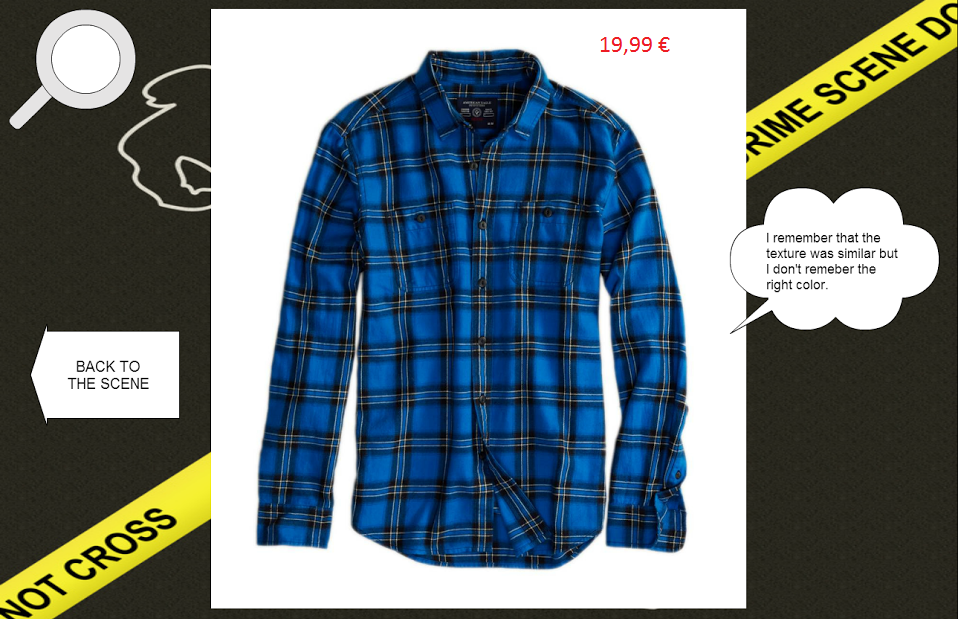 19,99 €
CRIME SCENE DO
I remember that the
texture was similar but
I don't remeber the
right color.
BACK TO
THE SCENE
NOT CROSS